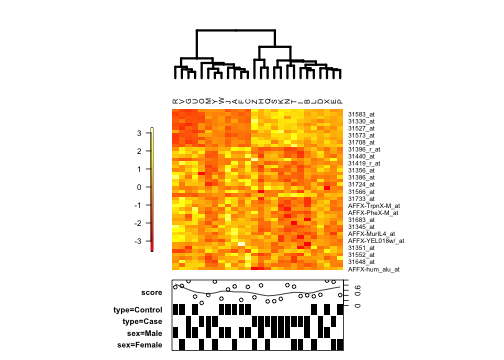 R V G U O M Y W J A F C Z H Q S K N T I B L D X E P
31583_at
31330_at
31527_at
31573_at
31708_at
31396_r_at
31440_at
31419_r_at
31356_at
31386_at
31724_at
31566_at
31733_at
AFFX-TrpnX-M_at
AFFX-PheX-M_at
31683_at
31345_at
AFFX-MurIL4_at
AFFX-YEL018w/_at
31351_at
31552_at
31648_at
AFFX-hum_alu_at
3
2
1
0
-1
-2
-3
score
0 0.6
type=Control
type=Case
sex=Male
sex=Female